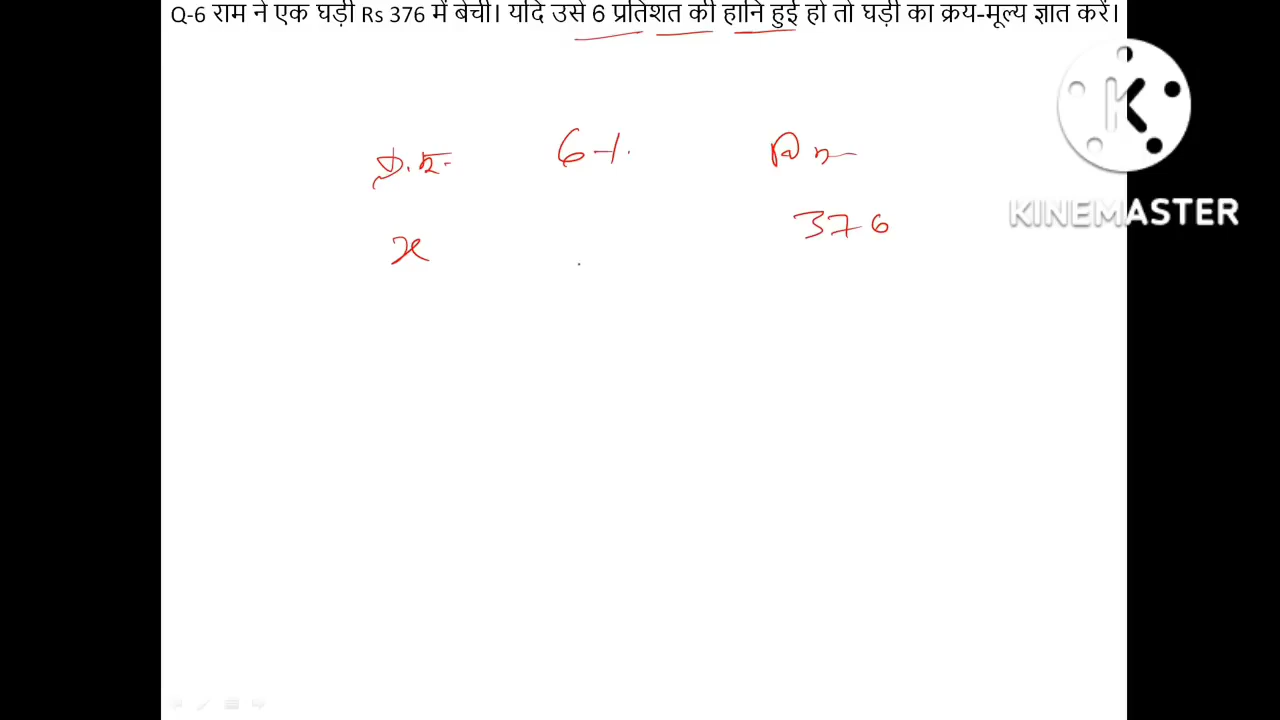 Q-6 राम ने एक घड़ी Rs 376 में बेची। यदि उसे 6 प्रतिशत की हानि हुई हो तो घड़ी का क्रय-मूल्य ज्ञात करें।
6%
x 376
KINEMASTER